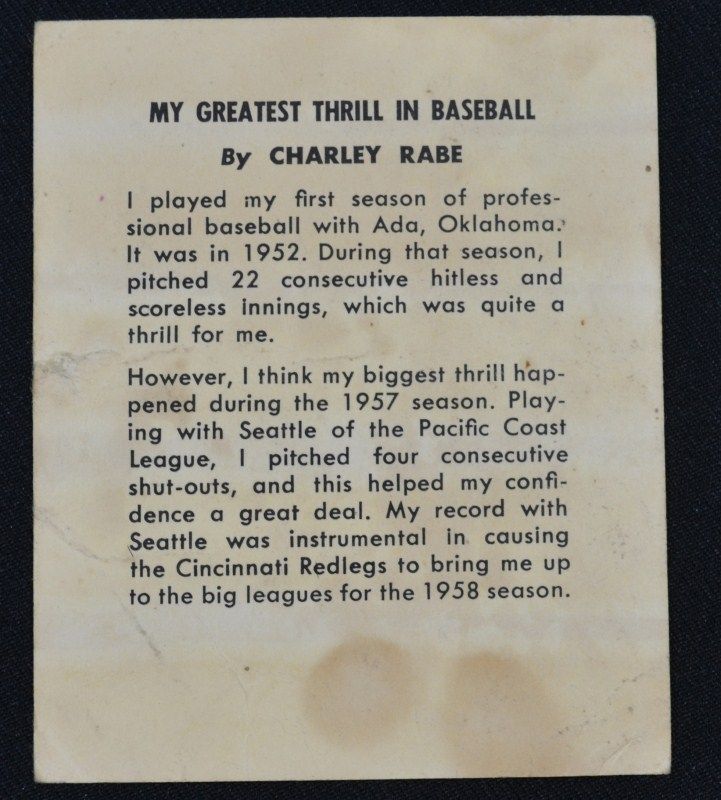 MY GREATEST THRILL IN BASEBALL
By CHARLEY RABE
I played my first season of profes-
sional baseball with Ada, Oklahoma.
It was in 1952. During that season, I
pitched 22 consecutive hitless and
scoreless innings, which was quite a
thrill for me.
However, I think my biggest thrill hap-
pened during the 1957 season. Play-
ing with Seattle of the Pacific Coast
League, I pitched four consecutive
shut-outs, and this helped my confi-
dence a great deal. My record with
Seattle was instrumental in causing
the Cincinnati Redlegs to bring me up
to the big leagues for the 1958 season.